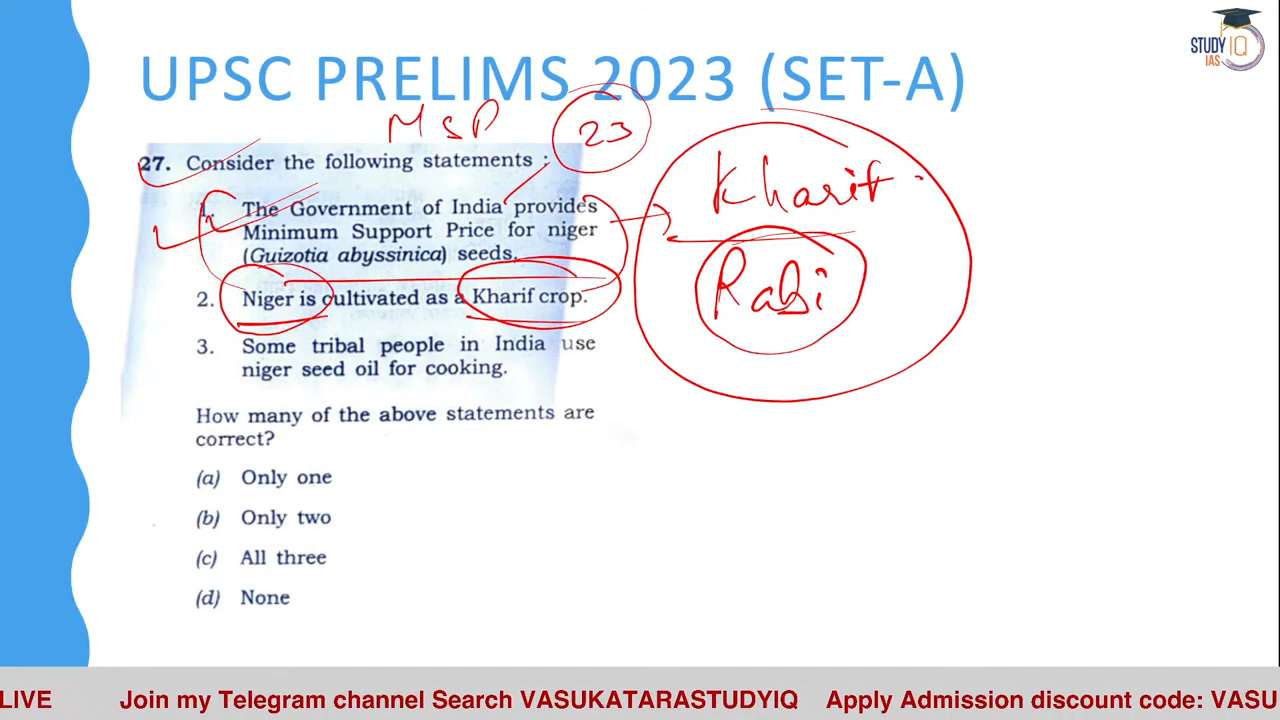 STUDY IQ
IAS
UPSC PRELIMS 2023 (SET-A)
MSP
23
27. Consider the following statements :
1. The Government of India provides
Minimum Support Price for niger
(Guizotia abyssinica) seeds.
2. Niger is cultivated as a Kharif crop.
3. Some tribal people in India use
niger seed oil for cooking.
How many of the above statements are
correct?
(a) Only one
(b) Only two
(c) All three
(d) None
Kharif
Rabi
LIVE Join my Telegram channel Search VASUKATARASTUDYIQ Apply Admission discount code: VASU